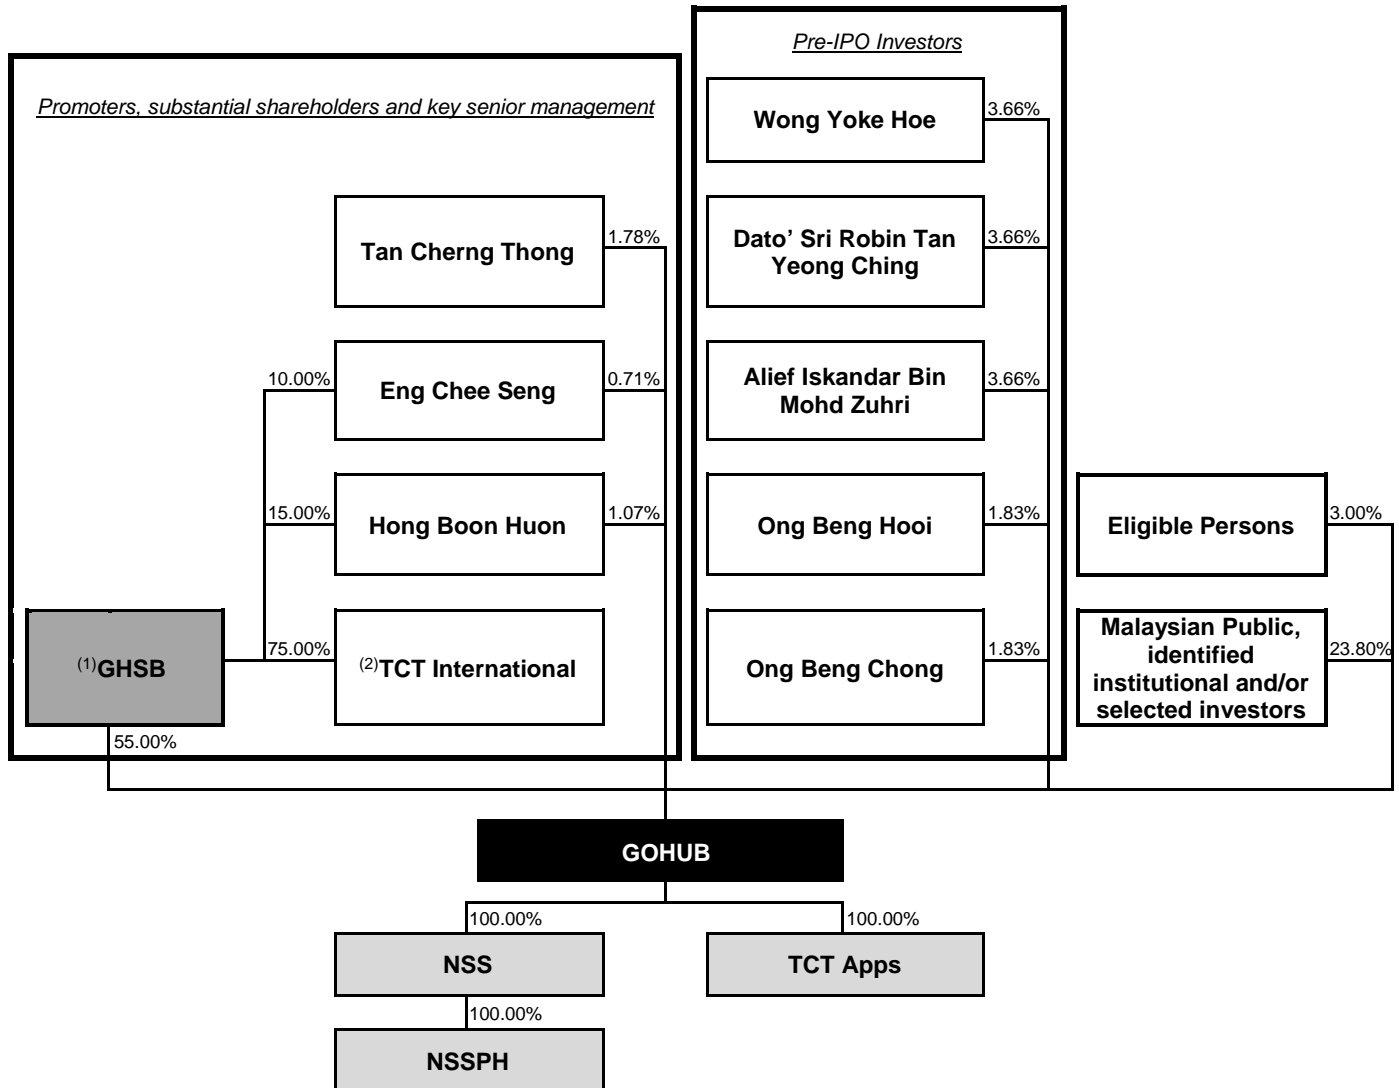 Pre-IPO Investors
Promoters, substantial shareholders and key senior management
Wong Yoke Hoe
3.66%
Tan Cherng Thong
1.78%
Dato’ Sri Robin Tan
Yeong Ching
3.66%
10.00%
Eng Chee Seng
0.71%
Alief Iskandar Bin
Mohd Zuhri
3.66%
15.00%
Hong Boon Huon
1.07%
Ong Beng Hooi
1.83%
Eligible Persons
3.00%
(1)GHSB
75.00%
(2)TCT International
Ong Beng Chong
1.83%
Malaysian Public,
identified
institutional and/or
selected investors
23.80%
55.00%
GOHUB
100.00%
100.00%
NSS
TCT Apps
100.00%
NSSPH